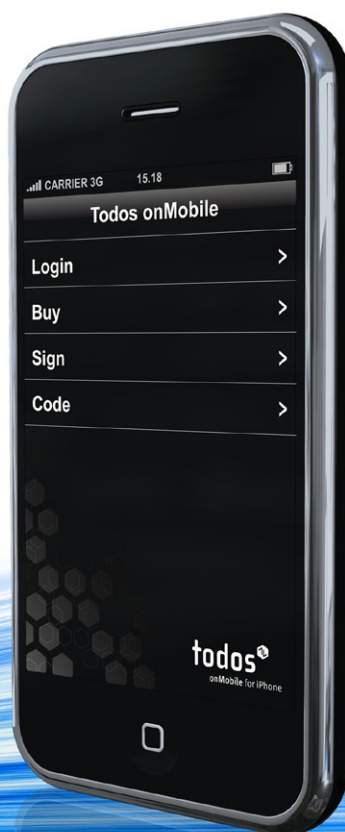 CARRIER 3G 15.18
Todos onMobile
Login >
Buy >
Sign >
Code >
todos
onMobile for iPhone